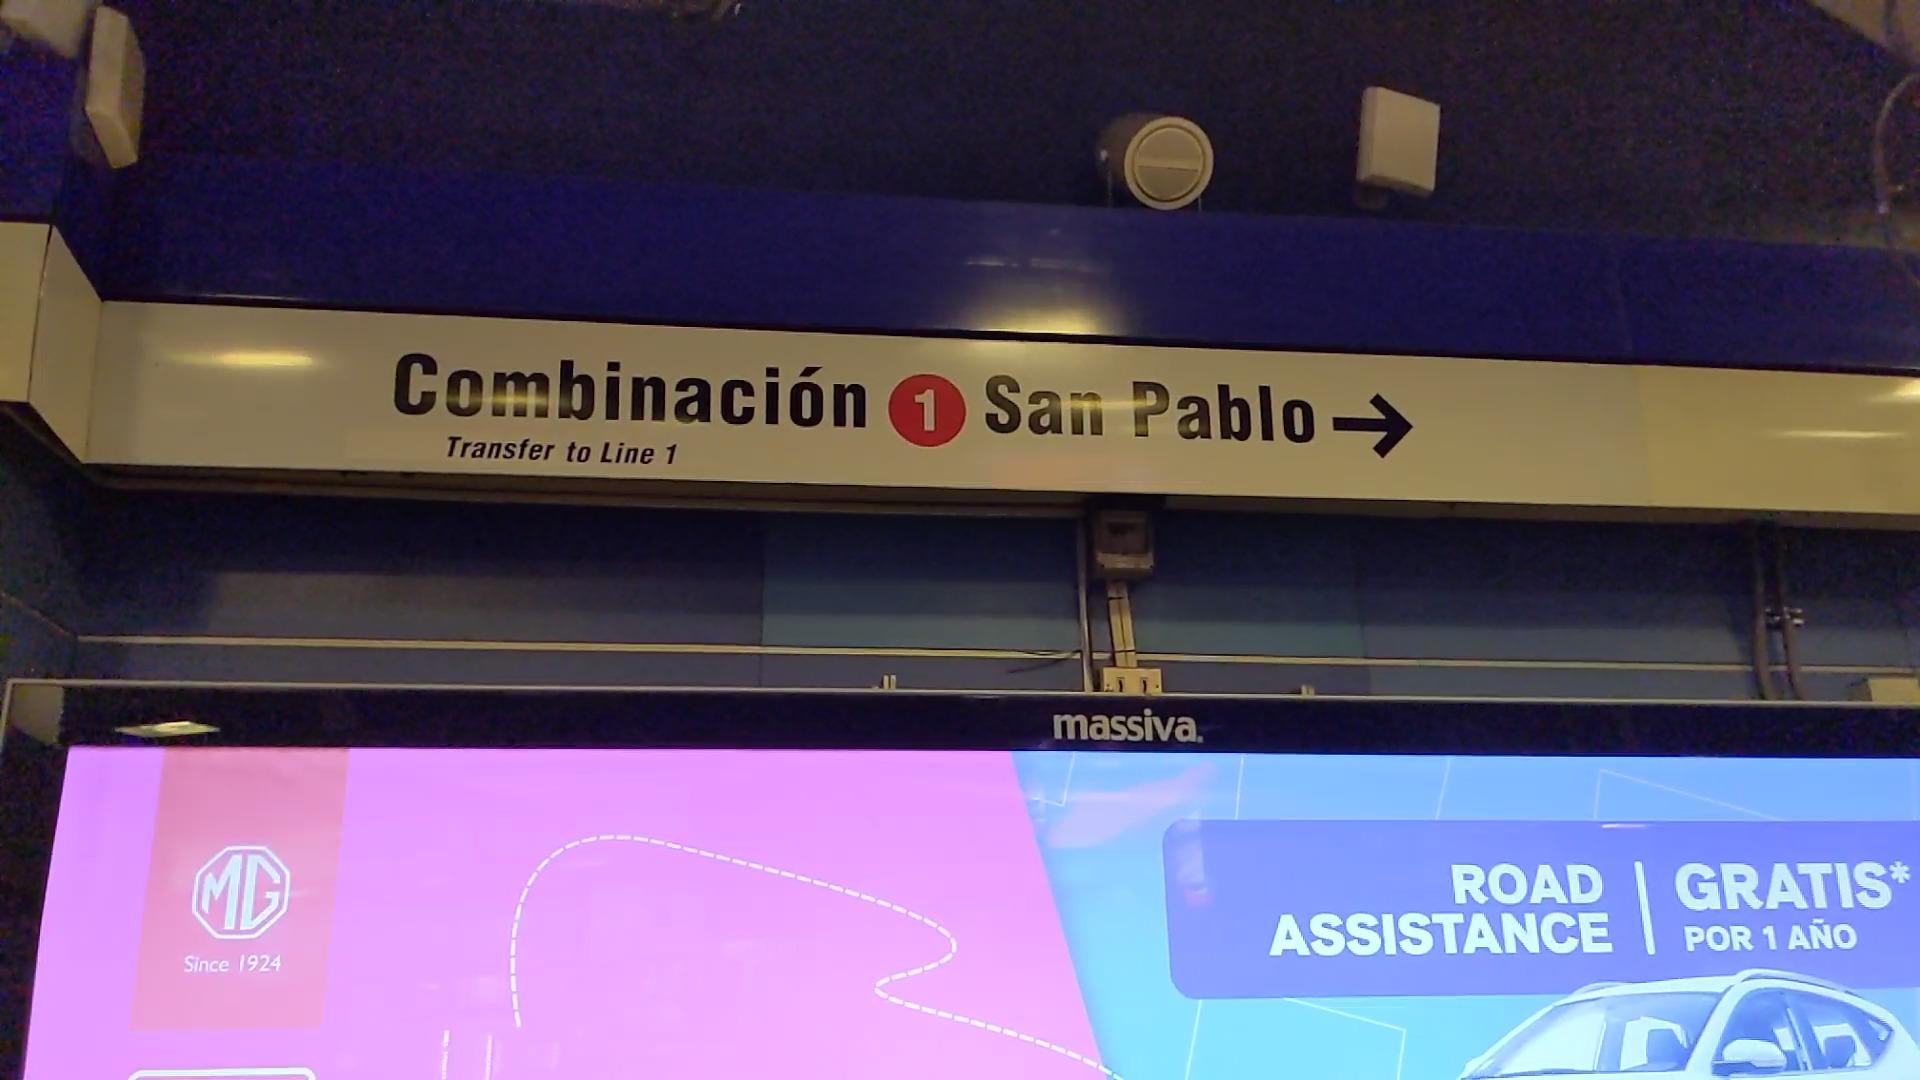 Combinación 1 San Pablo →
Transfer to Line 1
massiva.
MG
Since 1924
ROAD
ASSISTANCE
GRATIS*
POR 1 AÑO